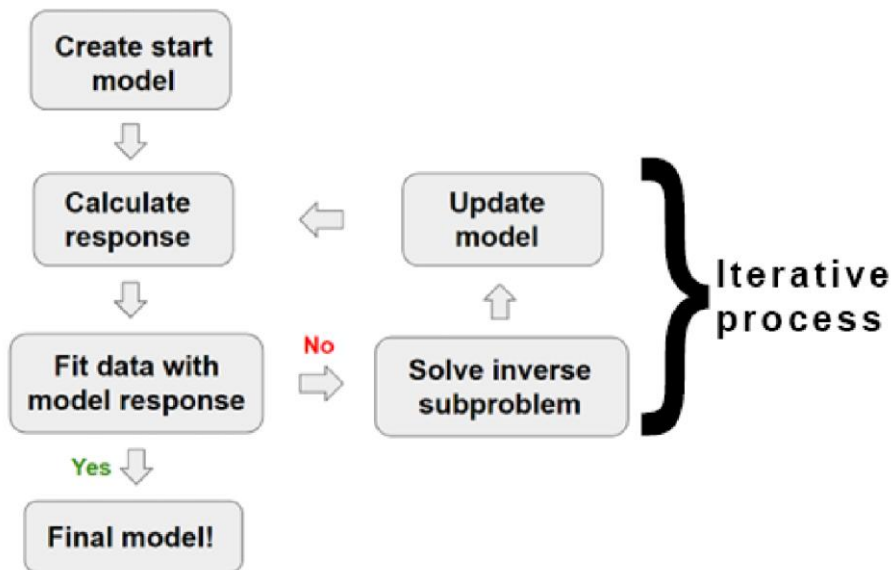 Create start
model
Calculate
response
Update
model
Iterative
process
No
Fit data with
model response
Solve inverse
subproblem
Yes
Final model!